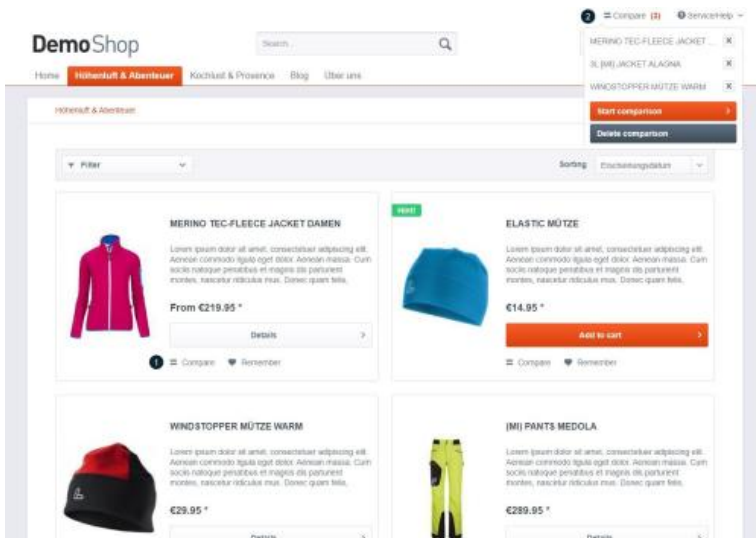 2 Compare (3) Service/Help
DemoShop
Search...
MERINO TEC-FLEECE JACKET ...
3L (MI) JACKET ALAGNA
WINDSTOPPER MÜTZE WARM
Start comparison
Delete comparison
Home Höhenluft & Abenteuer Kochlust & Provence Blog Über uns
Höhenluft & Abenteuer
Filter
Sorting Erscheinungsdatum
MERINO TEC-FLEECE JACKET DAMEN
Lorem ipsum dolor sit amet, consectetuer adipiscing elit.
Aenean commodo ligula eget dolor. Aenean massa. Cum
sociis natoque penatibus et magnis dis parturient
montes, nascetur ridiculus mus. Donec quam felis,
From €219.95 *
Details
1 Compare Remember
HINT!
ELASTIC MÜTZE
Lorem ipsum dolor sit amet, consectetuer adipiscing elit.
Aenean commodo ligula eget dolor. Aenean massa. Cum
sociis natoque penatibus et magnis dis parturient
montes, nascetur ridiculus mus. Donec quam felis,
€14.95 *
Add to cart
Compare Remember
WINDSTOPPER MÜTZE WARM
Lorem ipsum dolor sit amet, consectetuer adipiscing elit.
Aenean commodo ligula eget dolor. Aenean massa. Cum
sociis natoque penatibus et magnis dis parturient
montes, nascetur ridiculus mus. Donec quam felis,
€29.95 *
Details
(MI) PANTS MEDOLA
Lorem ipsum dolor sit amet, consectetuer adipiscing elit.
Aenean commodo ligula eget dolor. Aenean massa. Cum
sociis natoque penatibus et magnis dis parturient
montes, nascetur ridiculus mus. Donec quam felis,
€289.95 *
Details